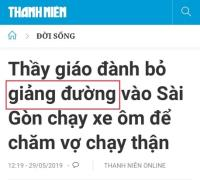 THANH NIÊN
ĐỜI SỐNG
Thầy giáo đành bỏ
giảng đường vào Sài
Gòn chạy xe ôm để
chăm vợ chạy thận
12:19 - 29/05/2019 THANH NIÊN ONLINE